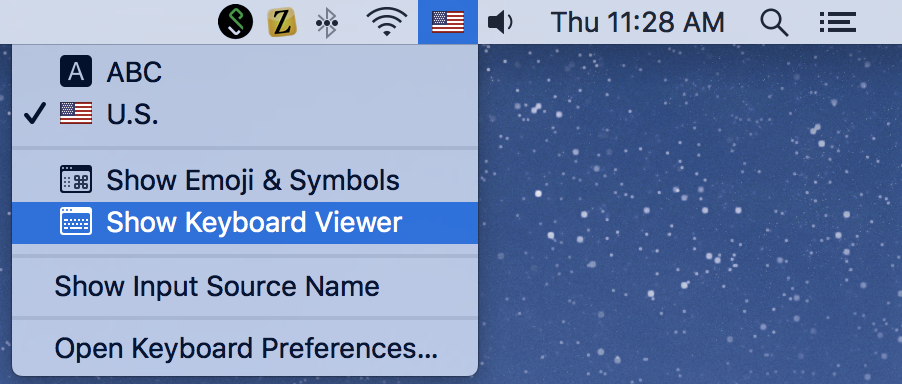 Z
Thu 11:28 AM
A ABC
U.S.
Show Emoji & Symbols
Show Keyboard Viewer
Show Input Source Name
Open Keyboard Preferences...